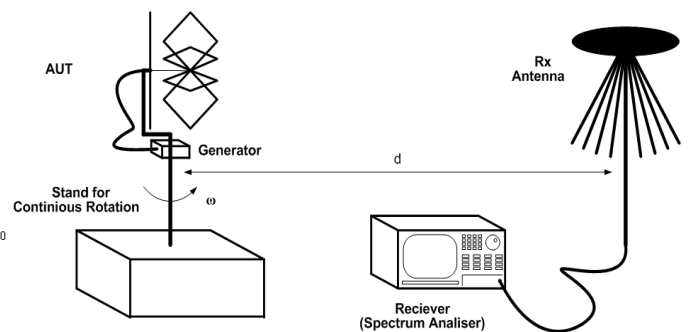 AUT
Rx
Antenna
Generator
d
Stand for
Continious Rotation
ω
0
Reciever
(Spectrum Analiser)